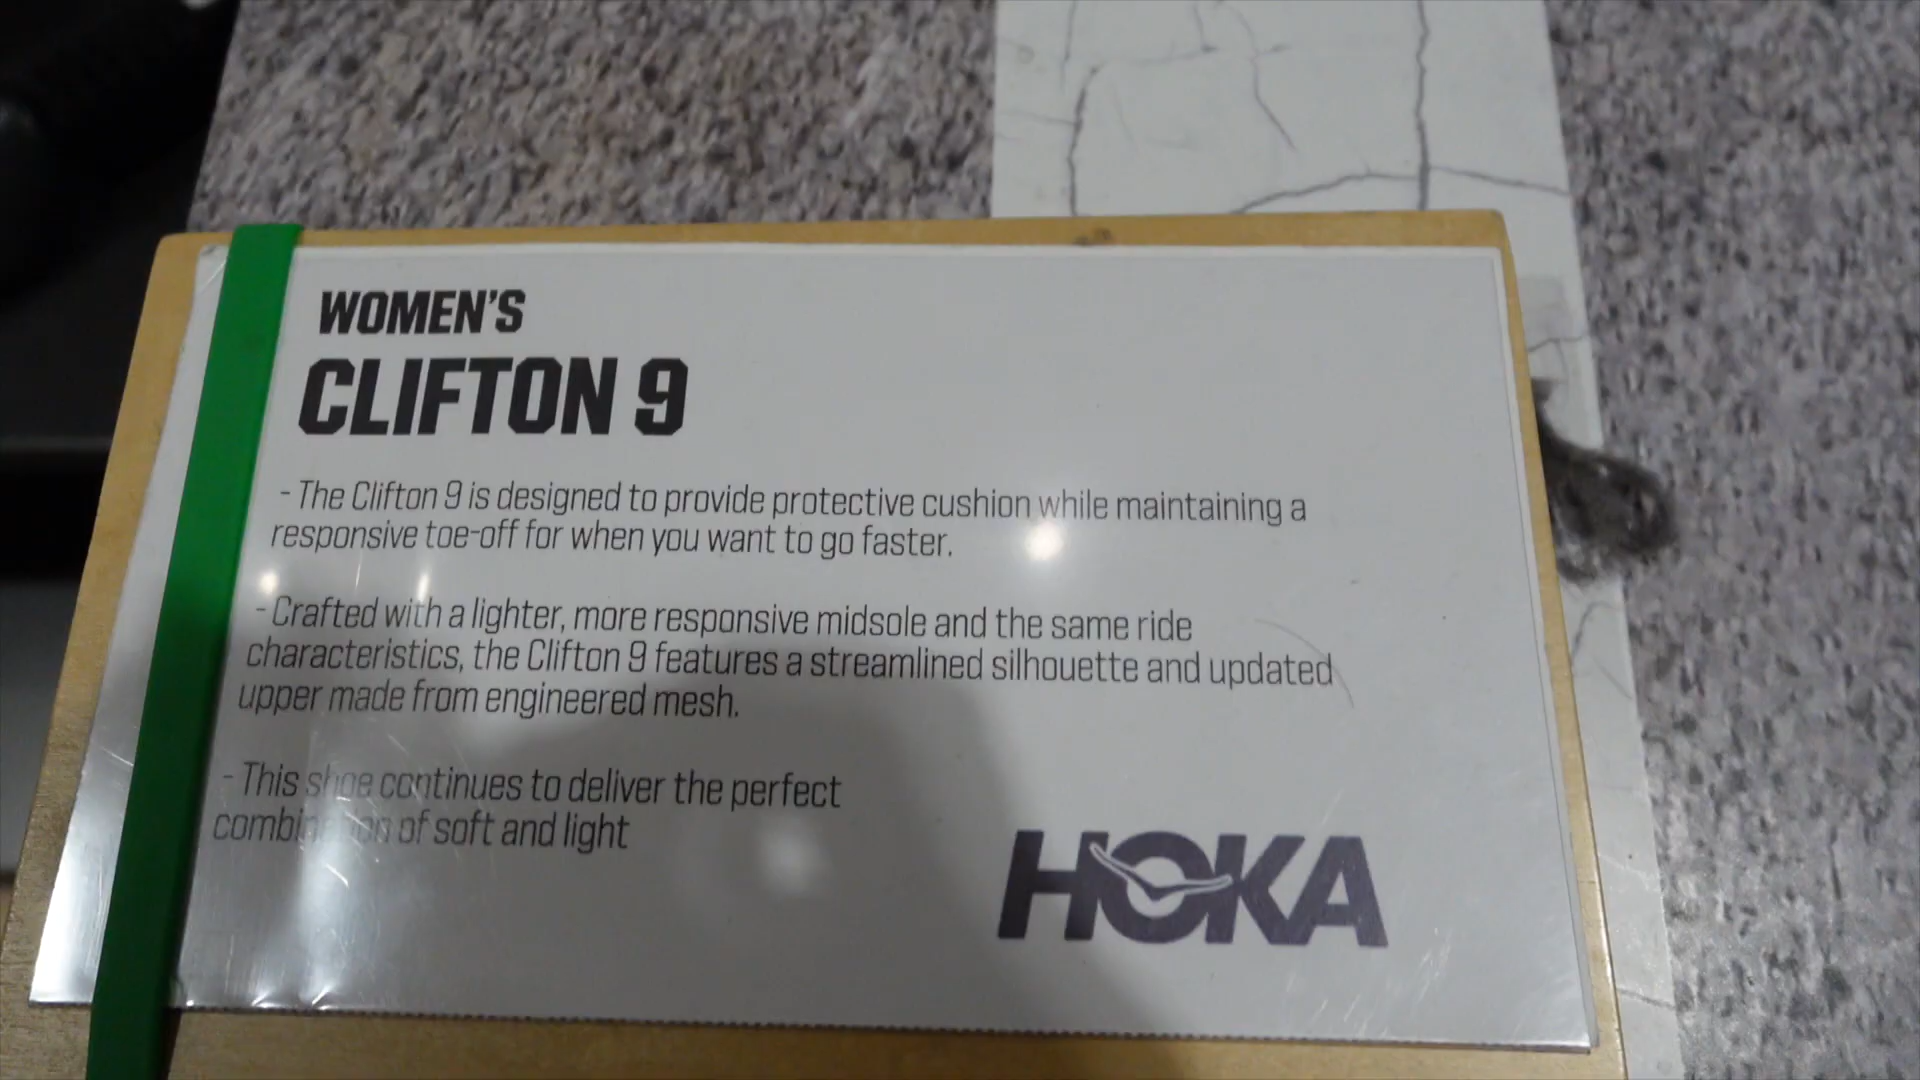 WOMEN'S
CLIFTON 9
- The Clifton 9 is designed to provide protective cushion while maintaining a
responsive toe-off for when you want to go faster.
- Crafted with a lighter, more responsive midsole and the same ride
characteristics, the Clifton 9 features a streamlined silhouette and updated
upper made from engineered mesh.
- This shoe continues to deliver the perfect
combination of soft and light
HOKA